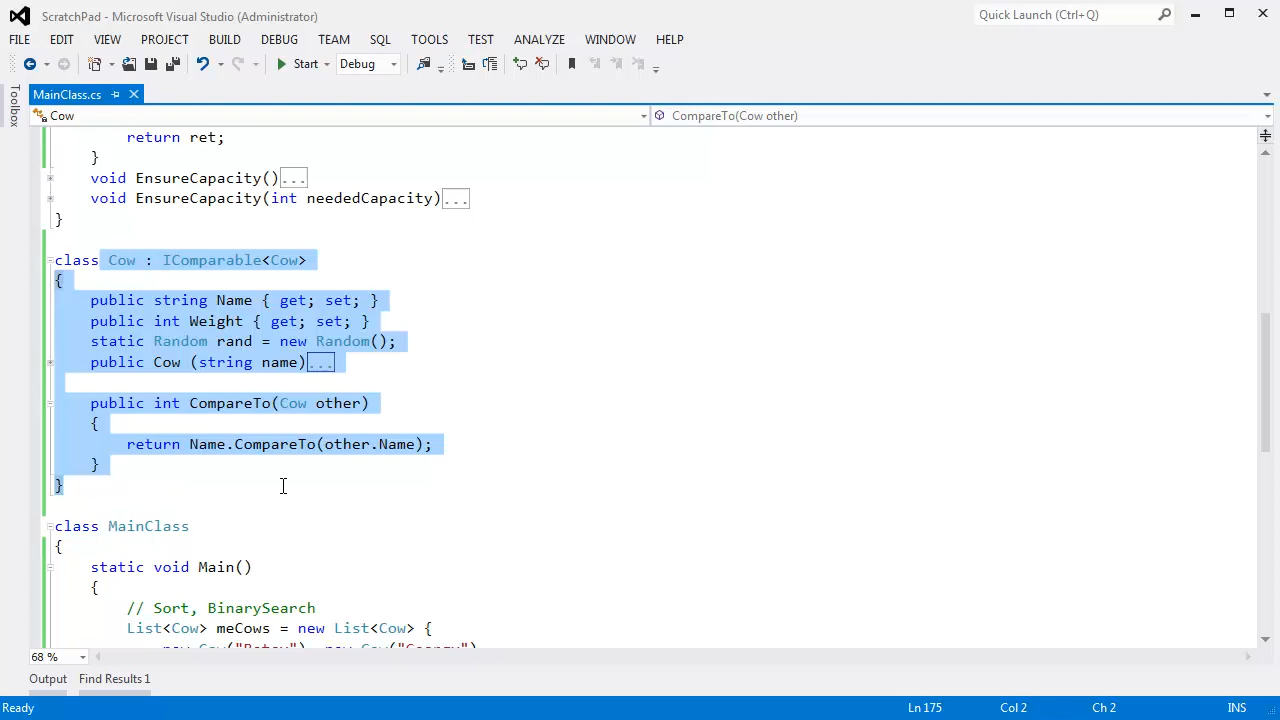 ScratchPad - Microsoft Visual Studio (Administrator)
Quick Launch (Ctrl+Q)
FILE EDIT VIEW PROJECT BUILD DEBUG TEAM SQL TOOLS TEST ANALYZE WINDOW HELP
Start Debug
Toolbox
MainClass.cs
Cow CompareTo(Cow other)
return ret;
}
void EnsureCapacity()...
void EnsureCapacity(int neededCapacity)...
}
class Cow : IComparable<Cow>
{
public string Name { get; set; }
public int Weight { get; set; }
static Random rand = new Random();
public Cow (string name)...
public int CompareTo(Cow other)
{
return Name.CompareTo(other.Name);
}
}
class MainClass
{
static void Main()
{
// Sort, BinarySearch
List<Cow> meCows = new List<Cow> {
68 %
Output Find Results 1
Ready Ln 175 Col 2 Ch 2 INS